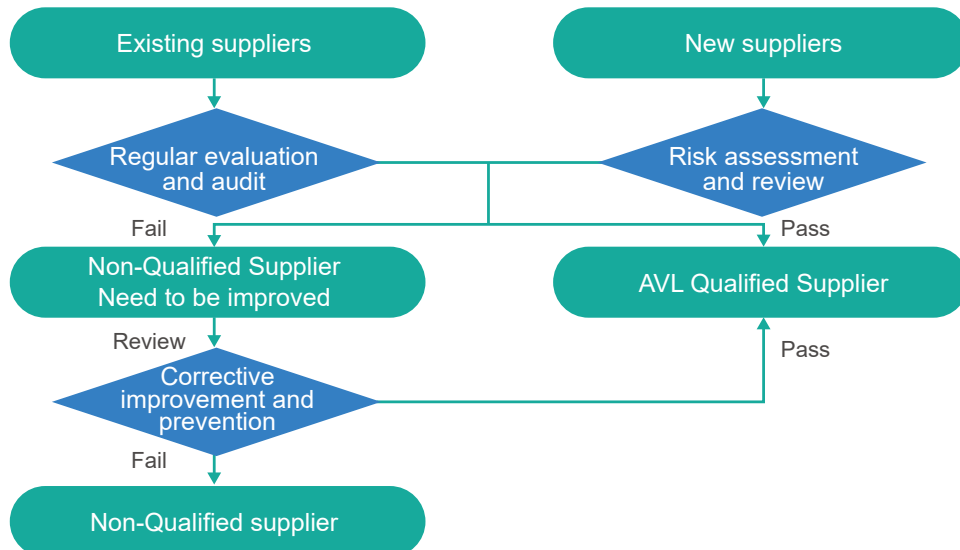 Existing suppliers
New suppliers
Regular evaluation
and audit
Risk assessment
and review
Fail
Pass
Non-Qualified Supplier
Need to be improved
AVL Qualified Supplier
Review
Pass
Corrective
improvement and
prevention
Fail
Non-Qualified supplier